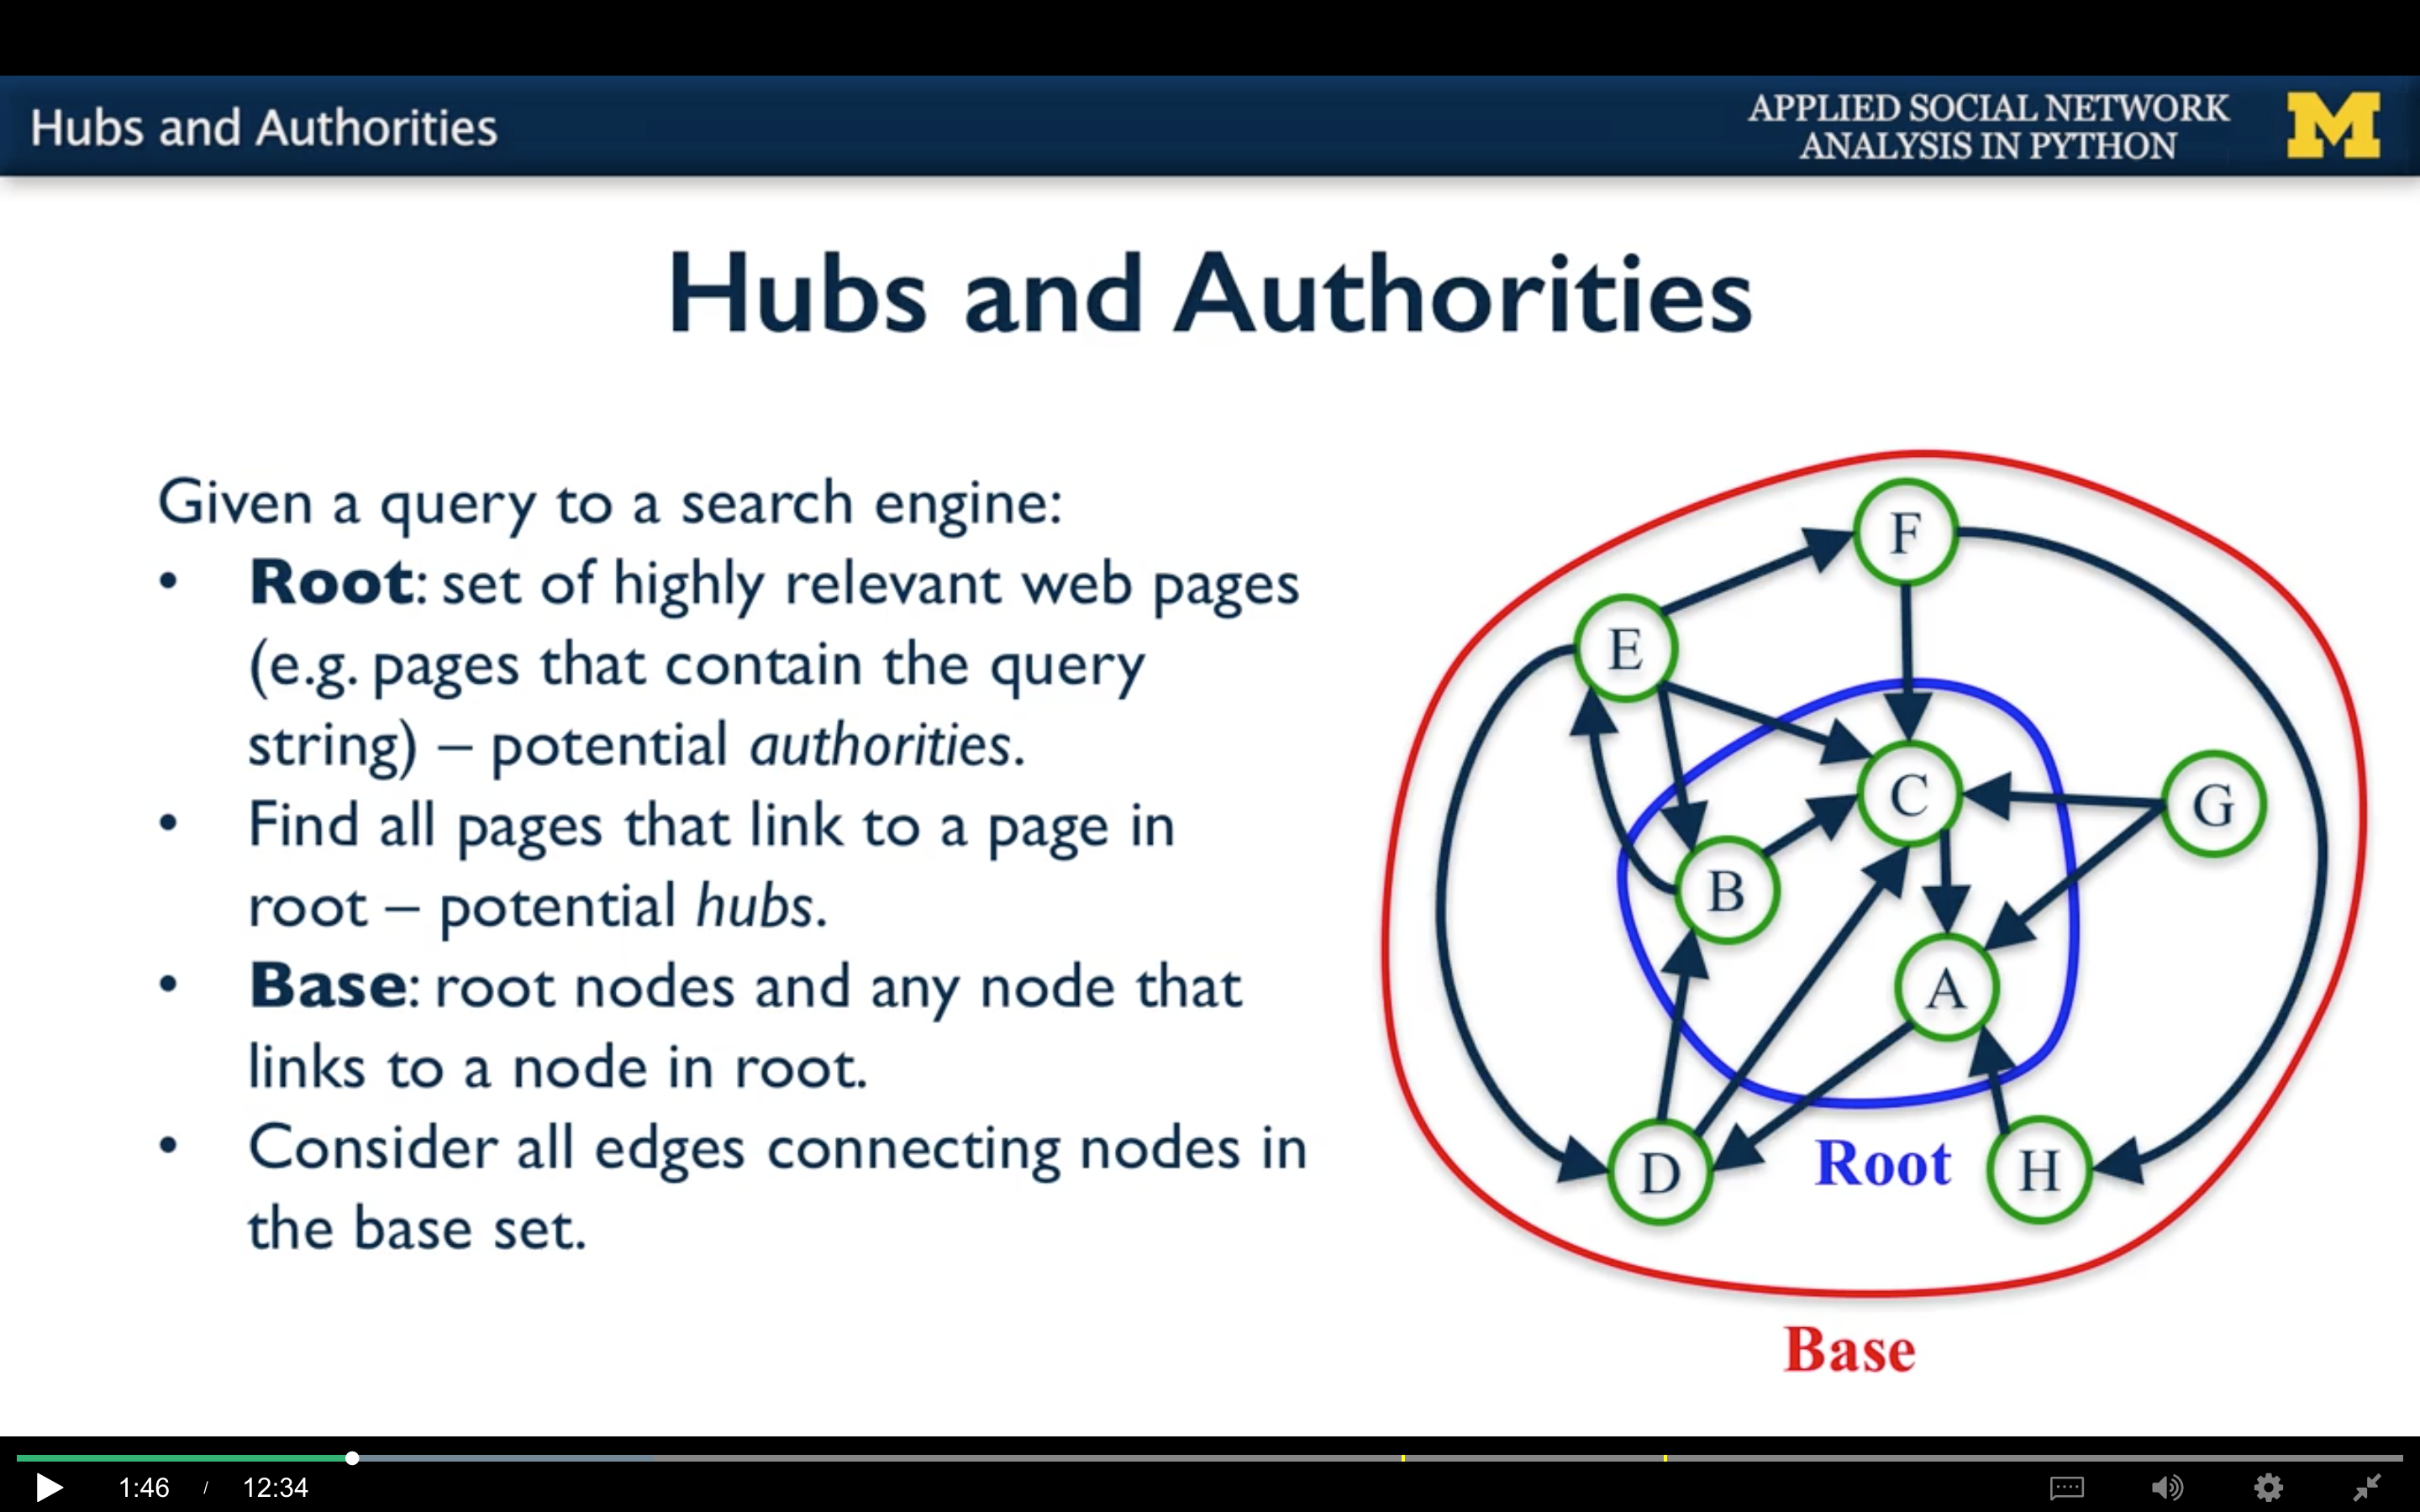 Hubs and Authorities
APPLIED SOCIAL NETWORK
ANALYSIS IN PYTHON
M
Hubs and Authorities
Given a query to a search engine:
• Root: set of highly relevant web pages
(e.g. pages that contain the query
string) – potential authorities.
• Find all pages that link to a page in
root – potential hubs.
• Base: root nodes and any node that
links to a node in root.
• Consider all edges connecting nodes in
the base set.
F
E
C
G
B
A
D
Root
H
Base
1:46 / 12:34